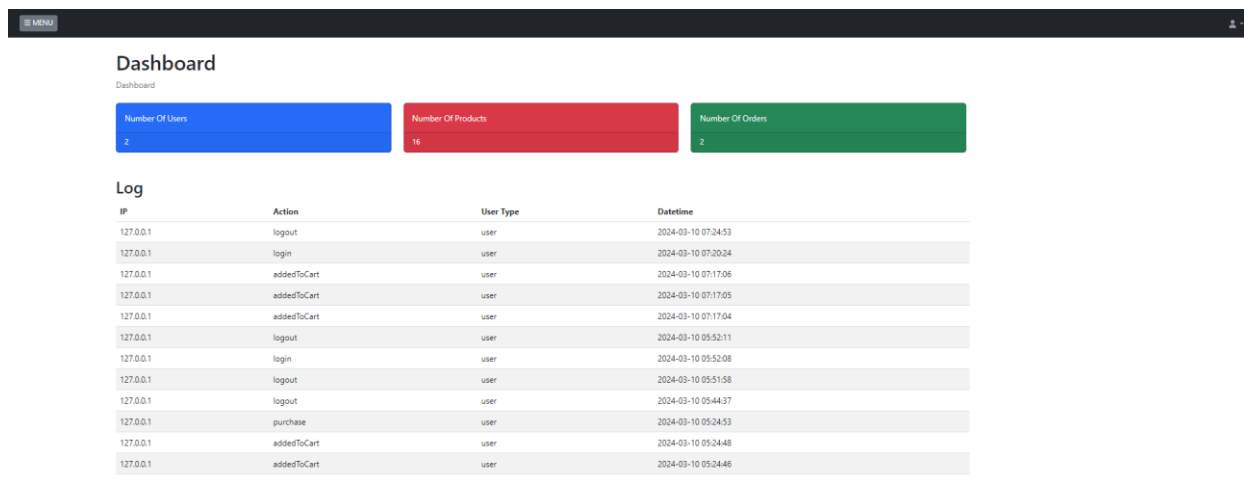 MENU
Dashboard
Dashboard
Number Of Users Number Of Products Number Of Orders
2 16 2
Log
IP Action User Type Datetime
127.0.0.1 logout user 2024-03-10 07:24:53
127.0.0.1 login user 2024-03-10 07:20:24
127.0.0.1 addedToCart user 2024-03-10 07:17:06
127.0.0.1 addedToCart user 2024-03-10 07:17:05
127.0.0.1 addedToCart user 2024-03-10 07:17:04
127.0.0.1 logout user 2024-03-10 05:52:11
127.0.0.1 login user 2024-03-10 05:52:08
127.0.0.1 logout user 2024-03-10 05:51:58
127.0.0.1 logout user 2024-03-10 05:44:37
127.0.0.1 purchase user 2024-03-10 05:24:53
127.0.0.1 addedToCart user 2024-03-10 05:24:48
127.0.0.1 addedToCart user 2024-03-10 05:24:46